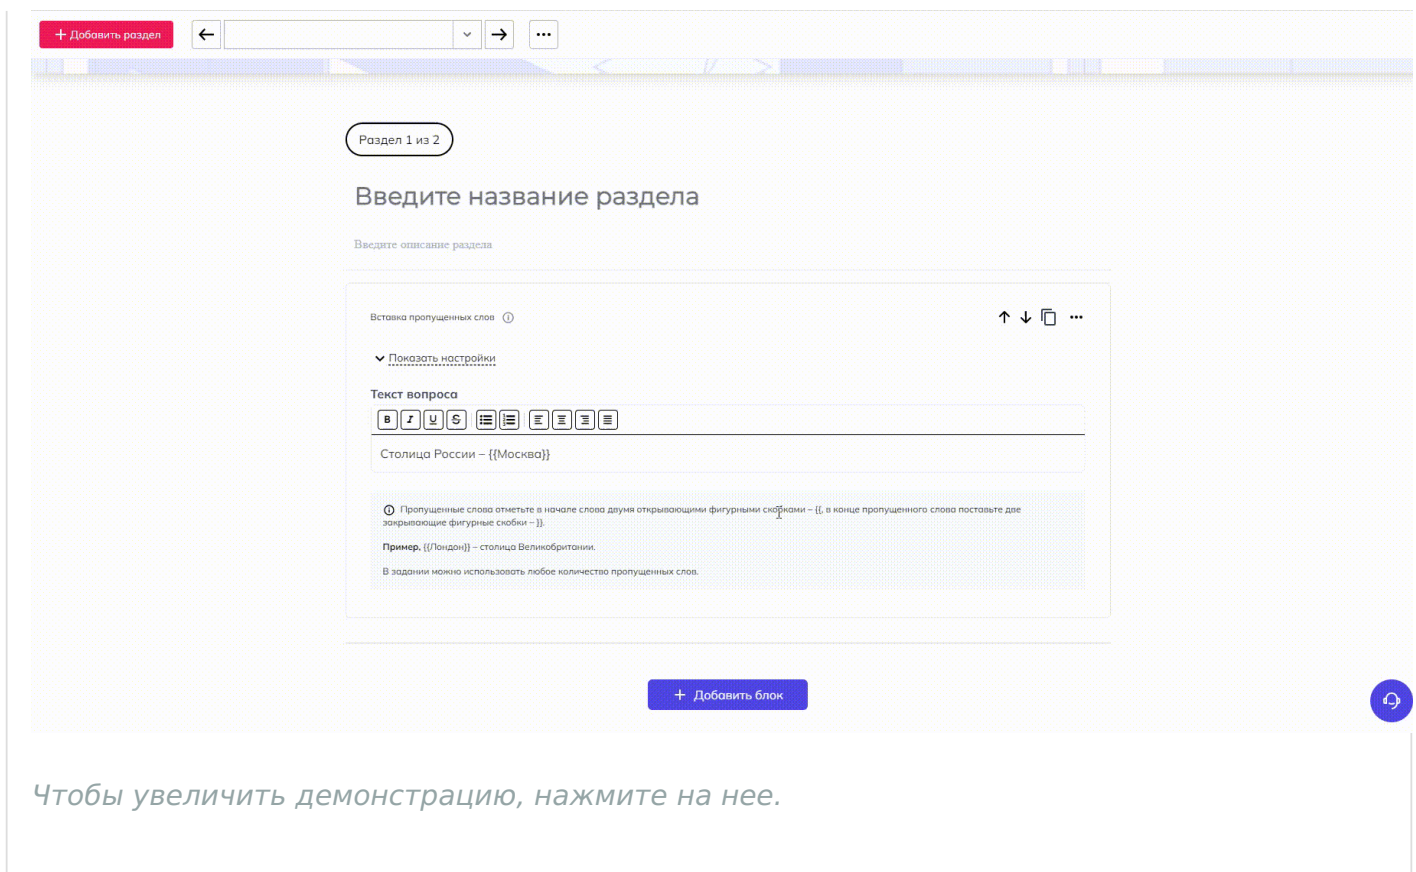 + Добавить раздел
Раздел 1 из 2
Введите название раздела
Введите описание раздела
Вставка пропущенных слов
Показать настройки
Текст вопроса
B I U S
Столица России – {{Москва}}
Пропущенные слова отметьте в начале слова двумя открывающими фигурными скобками – {{, в конце пропущенного слова поставьте две
закрывающие фигурные скобки – }}.
Пример. {{Лондон}} – столица Великобритании.
В задании можно использовать любое количество пропущенных слов.
+ Добавить блок
Чтобы увеличить демонстрацию, нажмите на нее.